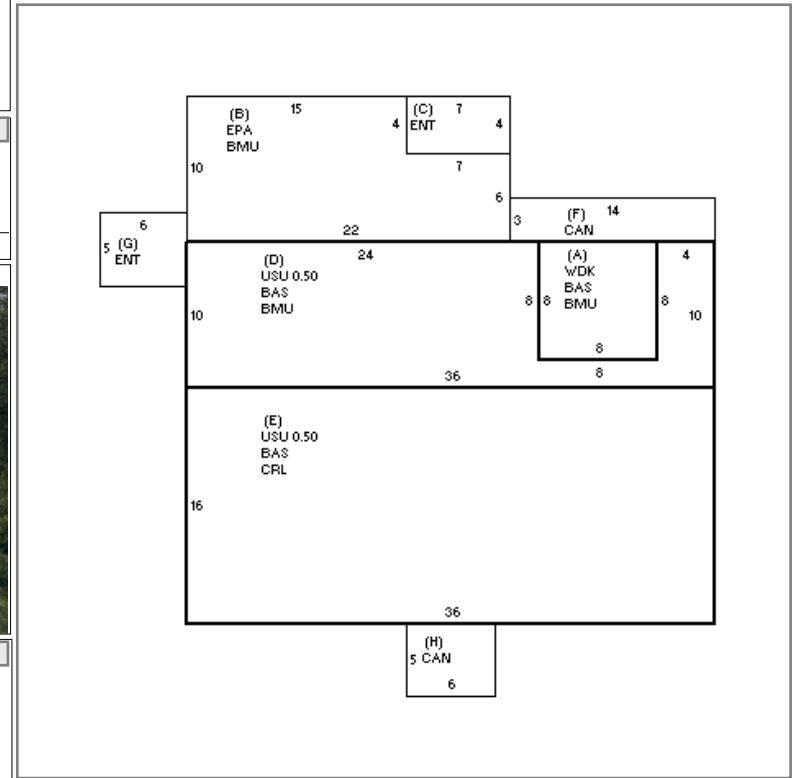 (B)
EPA
BMU
15
4
10
22
(C) 7
ENT
4
7
6
3
(F) 14
CAN
6
5 (G)
ENT
(D)
USU 0.50
BAS
BMU
24
10
8
8
(A)
WDK
BAS
BMU
8
8
4
10
8
36
(E)
USU 0.50
BAS
CRL
16
36
(H)
5 CAN
6